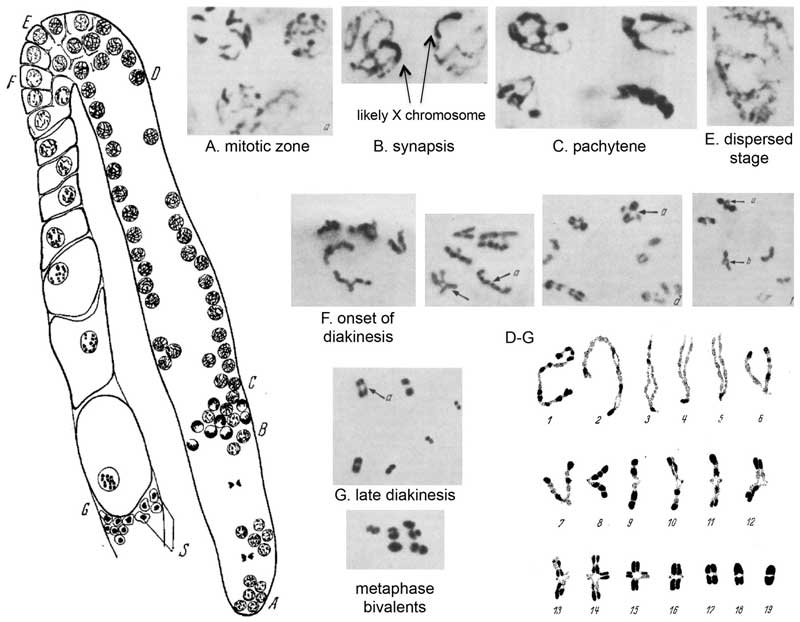 E
F
D
C
B
G
S
A
a
A. mitotic zone
likely X chromosome
B. synapsis
C. pachytene
E. dispersed
stage
F. onset of
diakinesis
a
a
d
a
b
f
a
G. late diakinesis
metaphase
bivalents
D-G
1 2 3 4 5 6
7 8 9 10 11 12
13 14 15 16 17 18 19